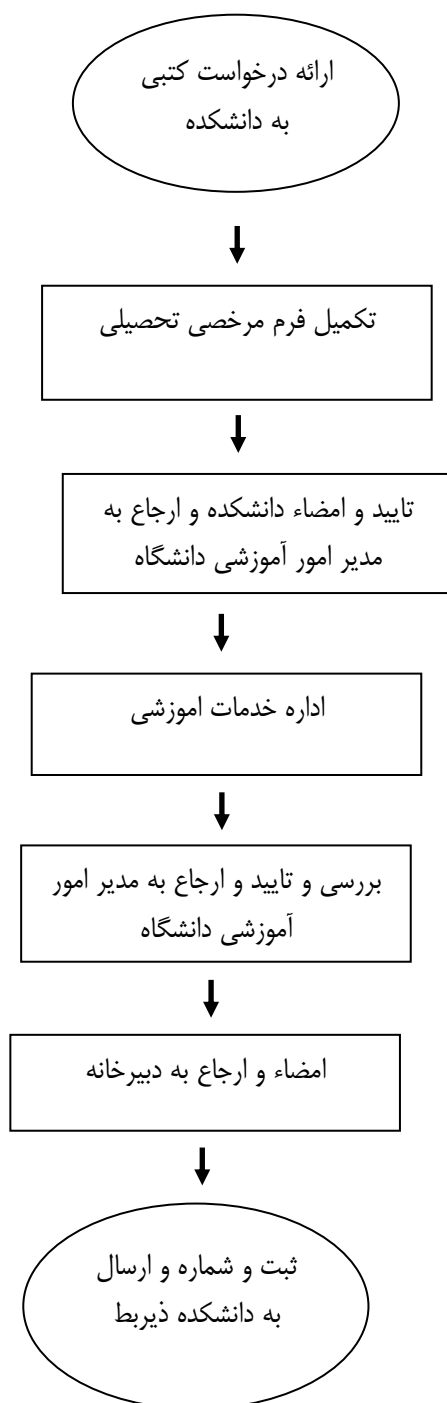 ارائه درخواست کتبی
به دانشکده
تکمیل فرم مرخصی تحصیلی
تایید و امضاء دانشکده و ارجاع به
مدیر امور آموزشی دانشگاه
اداره خدمات اموزشی
بررسی و تایید و ارجاع به مدیر امور
آموزشی دانشگاه
امضاء و ارجاع به دبیرخانه
ثبت و شماره و ارسال
به دانشکده ذیربط